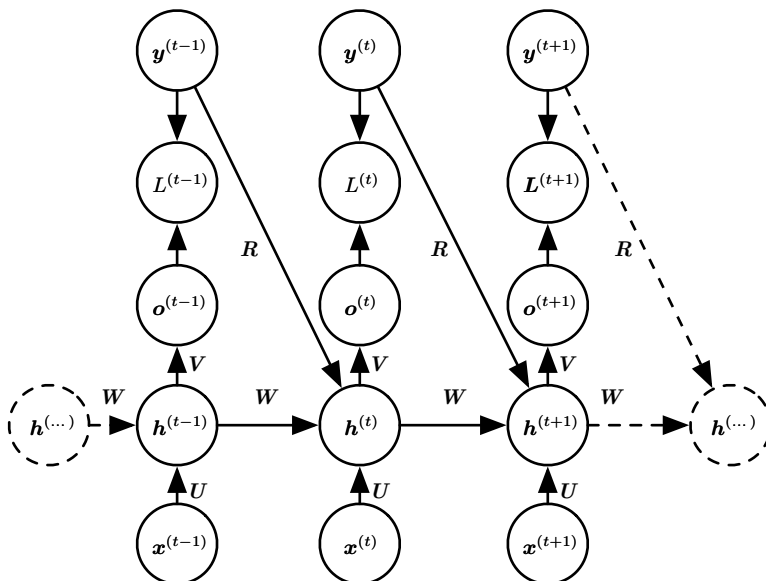 y(t−1) y(t) y(t+1)
L(t−1) L(t) L(t+1)
R R R
o(t−1) o(t) o(t+1)
V V V
W W W W
h(...) h(t−1) h(t) h(t+1) h(...)
U U U
x(t−1) x(t) x(t+1)